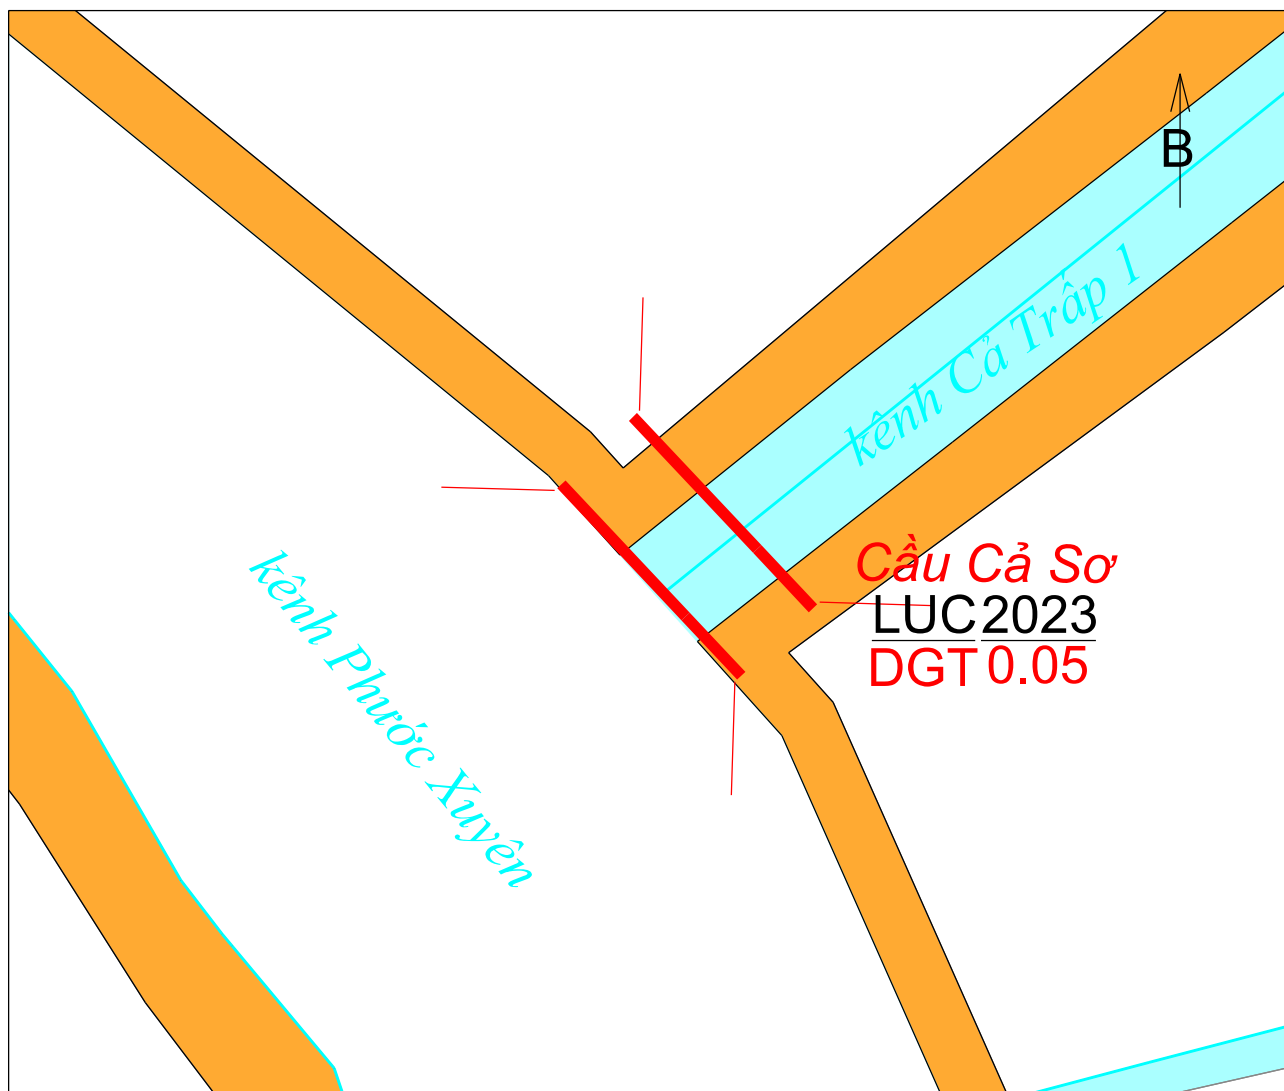 B
kênh Cả Trấp 1
Cầu Cả Sơ
LUC 2023
DGT 0.05
kênh Phước Xuyên